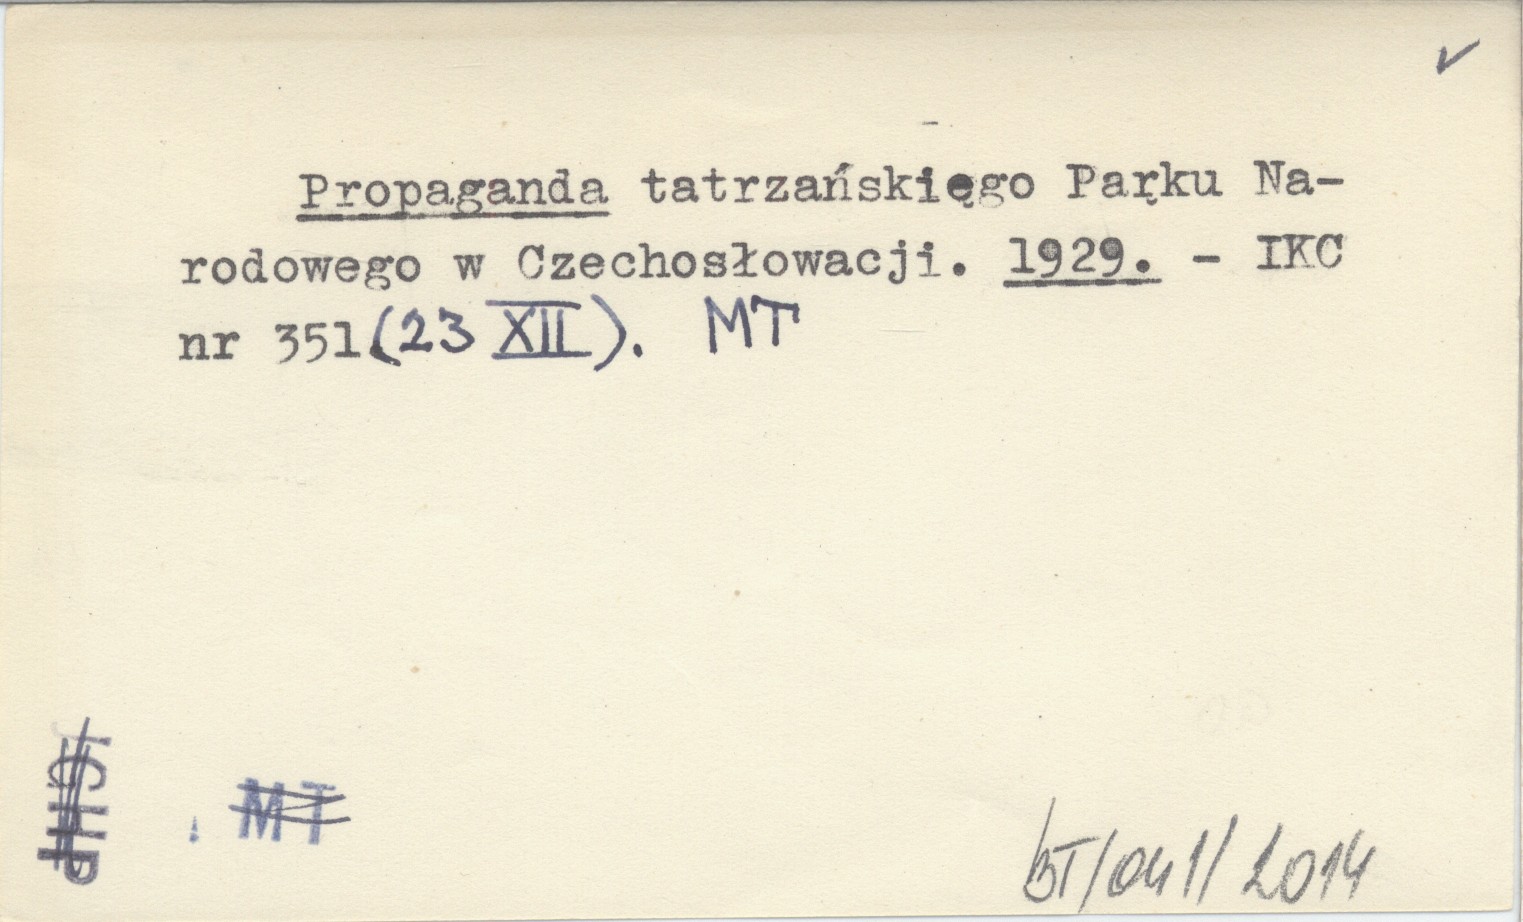 Propaganda tatrzańskiego Parku Na-
rodowego w Czechosłowacji. 1929. - IKC
nr 351(23 XII). MT
MT
BT/041/2014